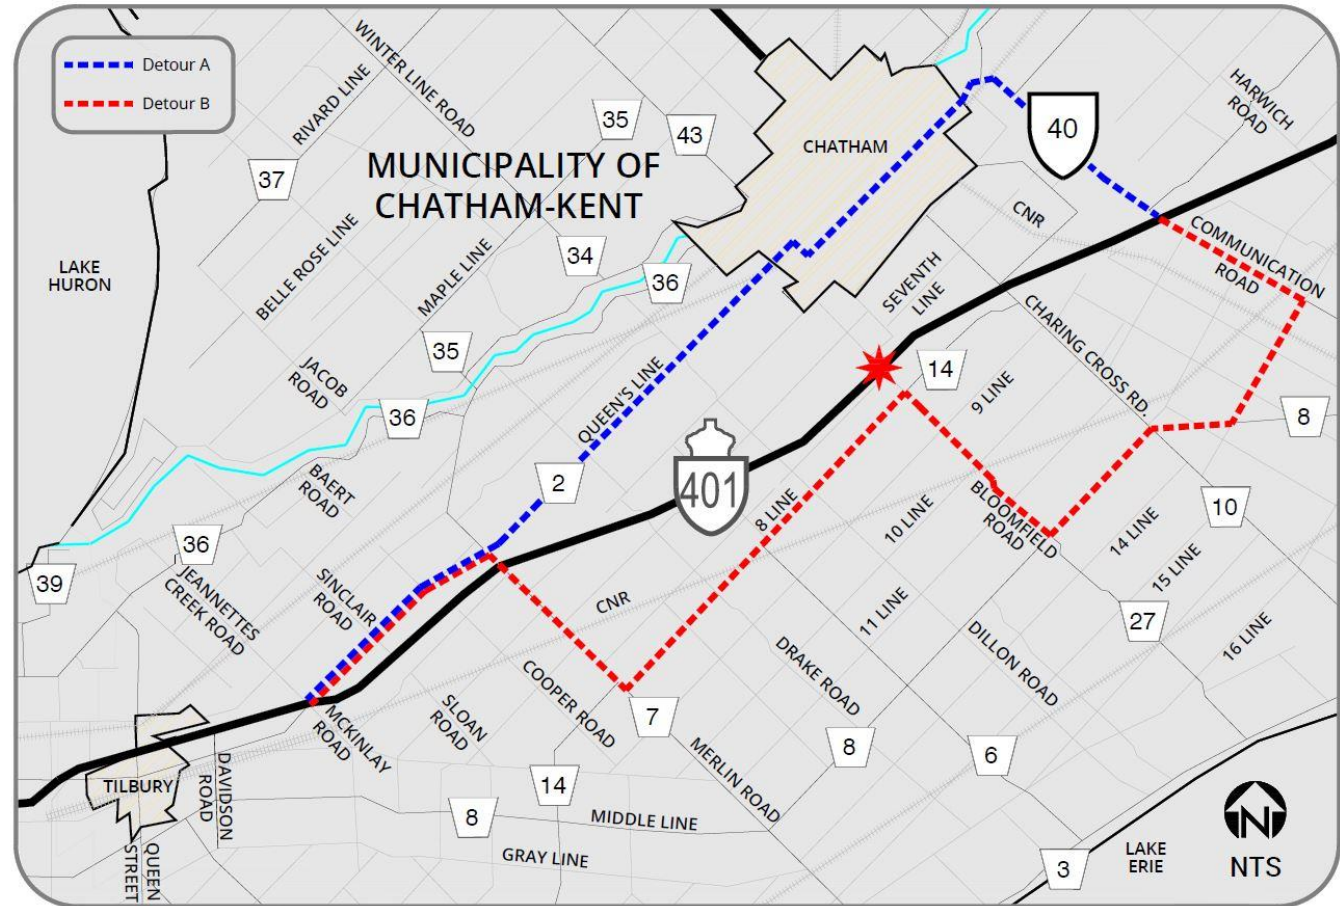 Detour A
Detour B
WINTER LINE ROAD
RIVARD LINE
35
43
37
MUNICIPALITY OF
CHATHAM-KENT
CHATHAM
40
HARWICH
ROAD
CNR
COMMUNICATION
ROAD
LAKE
HURON
BELLE ROSE LINE
MAPLE LINE
34
36
SEVENTH
LINE
CHARING CROSS RD.
35
JACOB
ROAD
36
QUEEN'S LINE
14
9 LINE
8
2
401
8 LINE
10 LINE
BLOOMFIELD
ROAD
14 LINE
10
15 LINE
BAERT
ROAD
36
JEANNETTES
CREEK ROAD
39
SINCLAIR
ROAD
CNR
11 LINE
27
16 LINE
DILLON ROAD
DRAKE ROAD
COOPER ROAD
7
SLOAN
ROAD
MCKINLAY
ROAD
MERLIN ROAD
8
6
TILBURY
DAVIDSON
ROAD
14
8
MIDDLE LINE
GRAY LINE
QUEEN
STREET
3
LAKE
ERIE
N
NTS